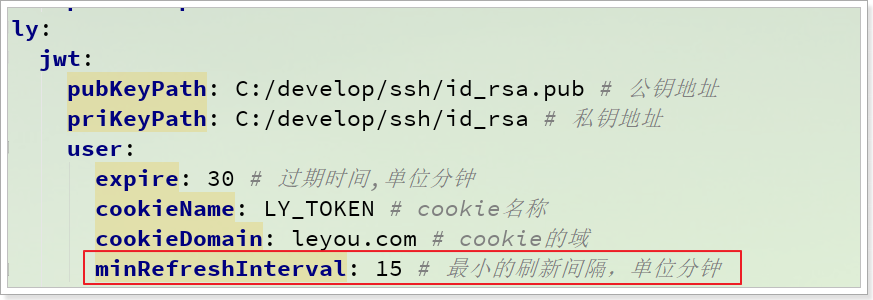 ly:
jwt:
pubKeyPath: C:/develop/ssh/id_rsa.pub # 公钥地址
priKeyPath: C:/develop/ssh/id_rsa # 私钥地址
user:
expire: 30 # 过期时间,单位分钟
cookieName: LY_TOKEN # cookie名称
cookieDomain: leyou.com # cookie的域
minRefreshInterval: 15 # 最小的刷新间隔，单位分钟